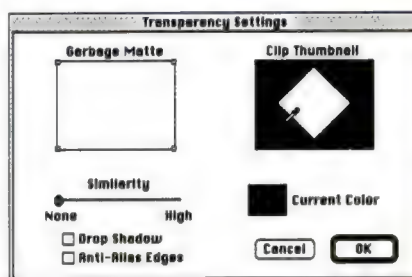 Transparency Settings
Garbage Matte
Clip Thumbnail
Similarity
None
High
Current Color
Drop Shadow
Anti-Alias Edges
Cancel
OK